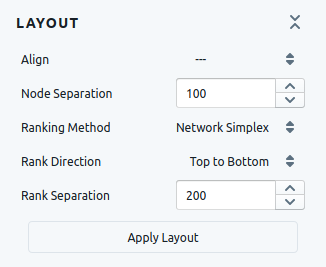 LAYOUT
Align ---
Node Separation 100
Ranking Method Network Simplex
Rank Direction Top to Bottom
Rank Separation 200
Apply Layout